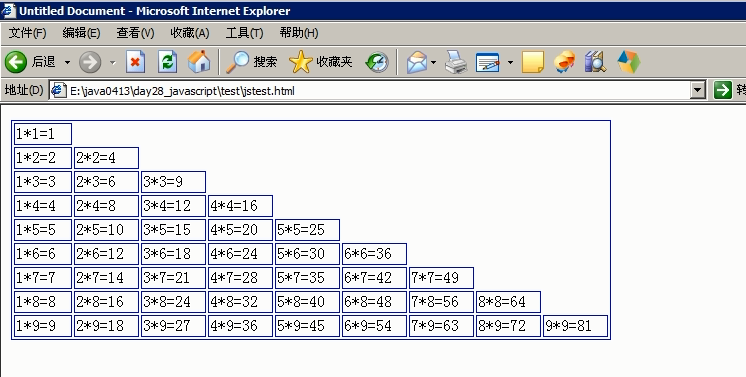 Untitled Document - Microsoft Internet Explorer
文件(F) 编辑(E) 查看(V) 收藏(A) 工具(T) 帮助(H)
后退 搜索 收藏夹
地址(D) E:\java0413\day28_javascript\test\jstest.html 转
1*1=1
1*2=2 2*2=4
1*3=3 2*3=6 3*3=9
1*4=4 2*4=8 3*4=12 4*4=16
1*5=5 2*5=10 3*5=15 4*5=20 5*5=25
1*6=6 2*6=12 3*6=18 4*6=24 5*6=30 6*6=36
1*7=7 2*7=14 3*7=21 4*7=28 5*7=35 6*7=42 7*7=49
1*8=8 2*8=16 3*8=24 4*8=32 5*8=40 6*8=48 7*8=56 8*8=64
1*9=9 2*9=18 3*9=27 4*9=36 5*9=45 6*9=54 7*9=63 8*9=72 9*9=81